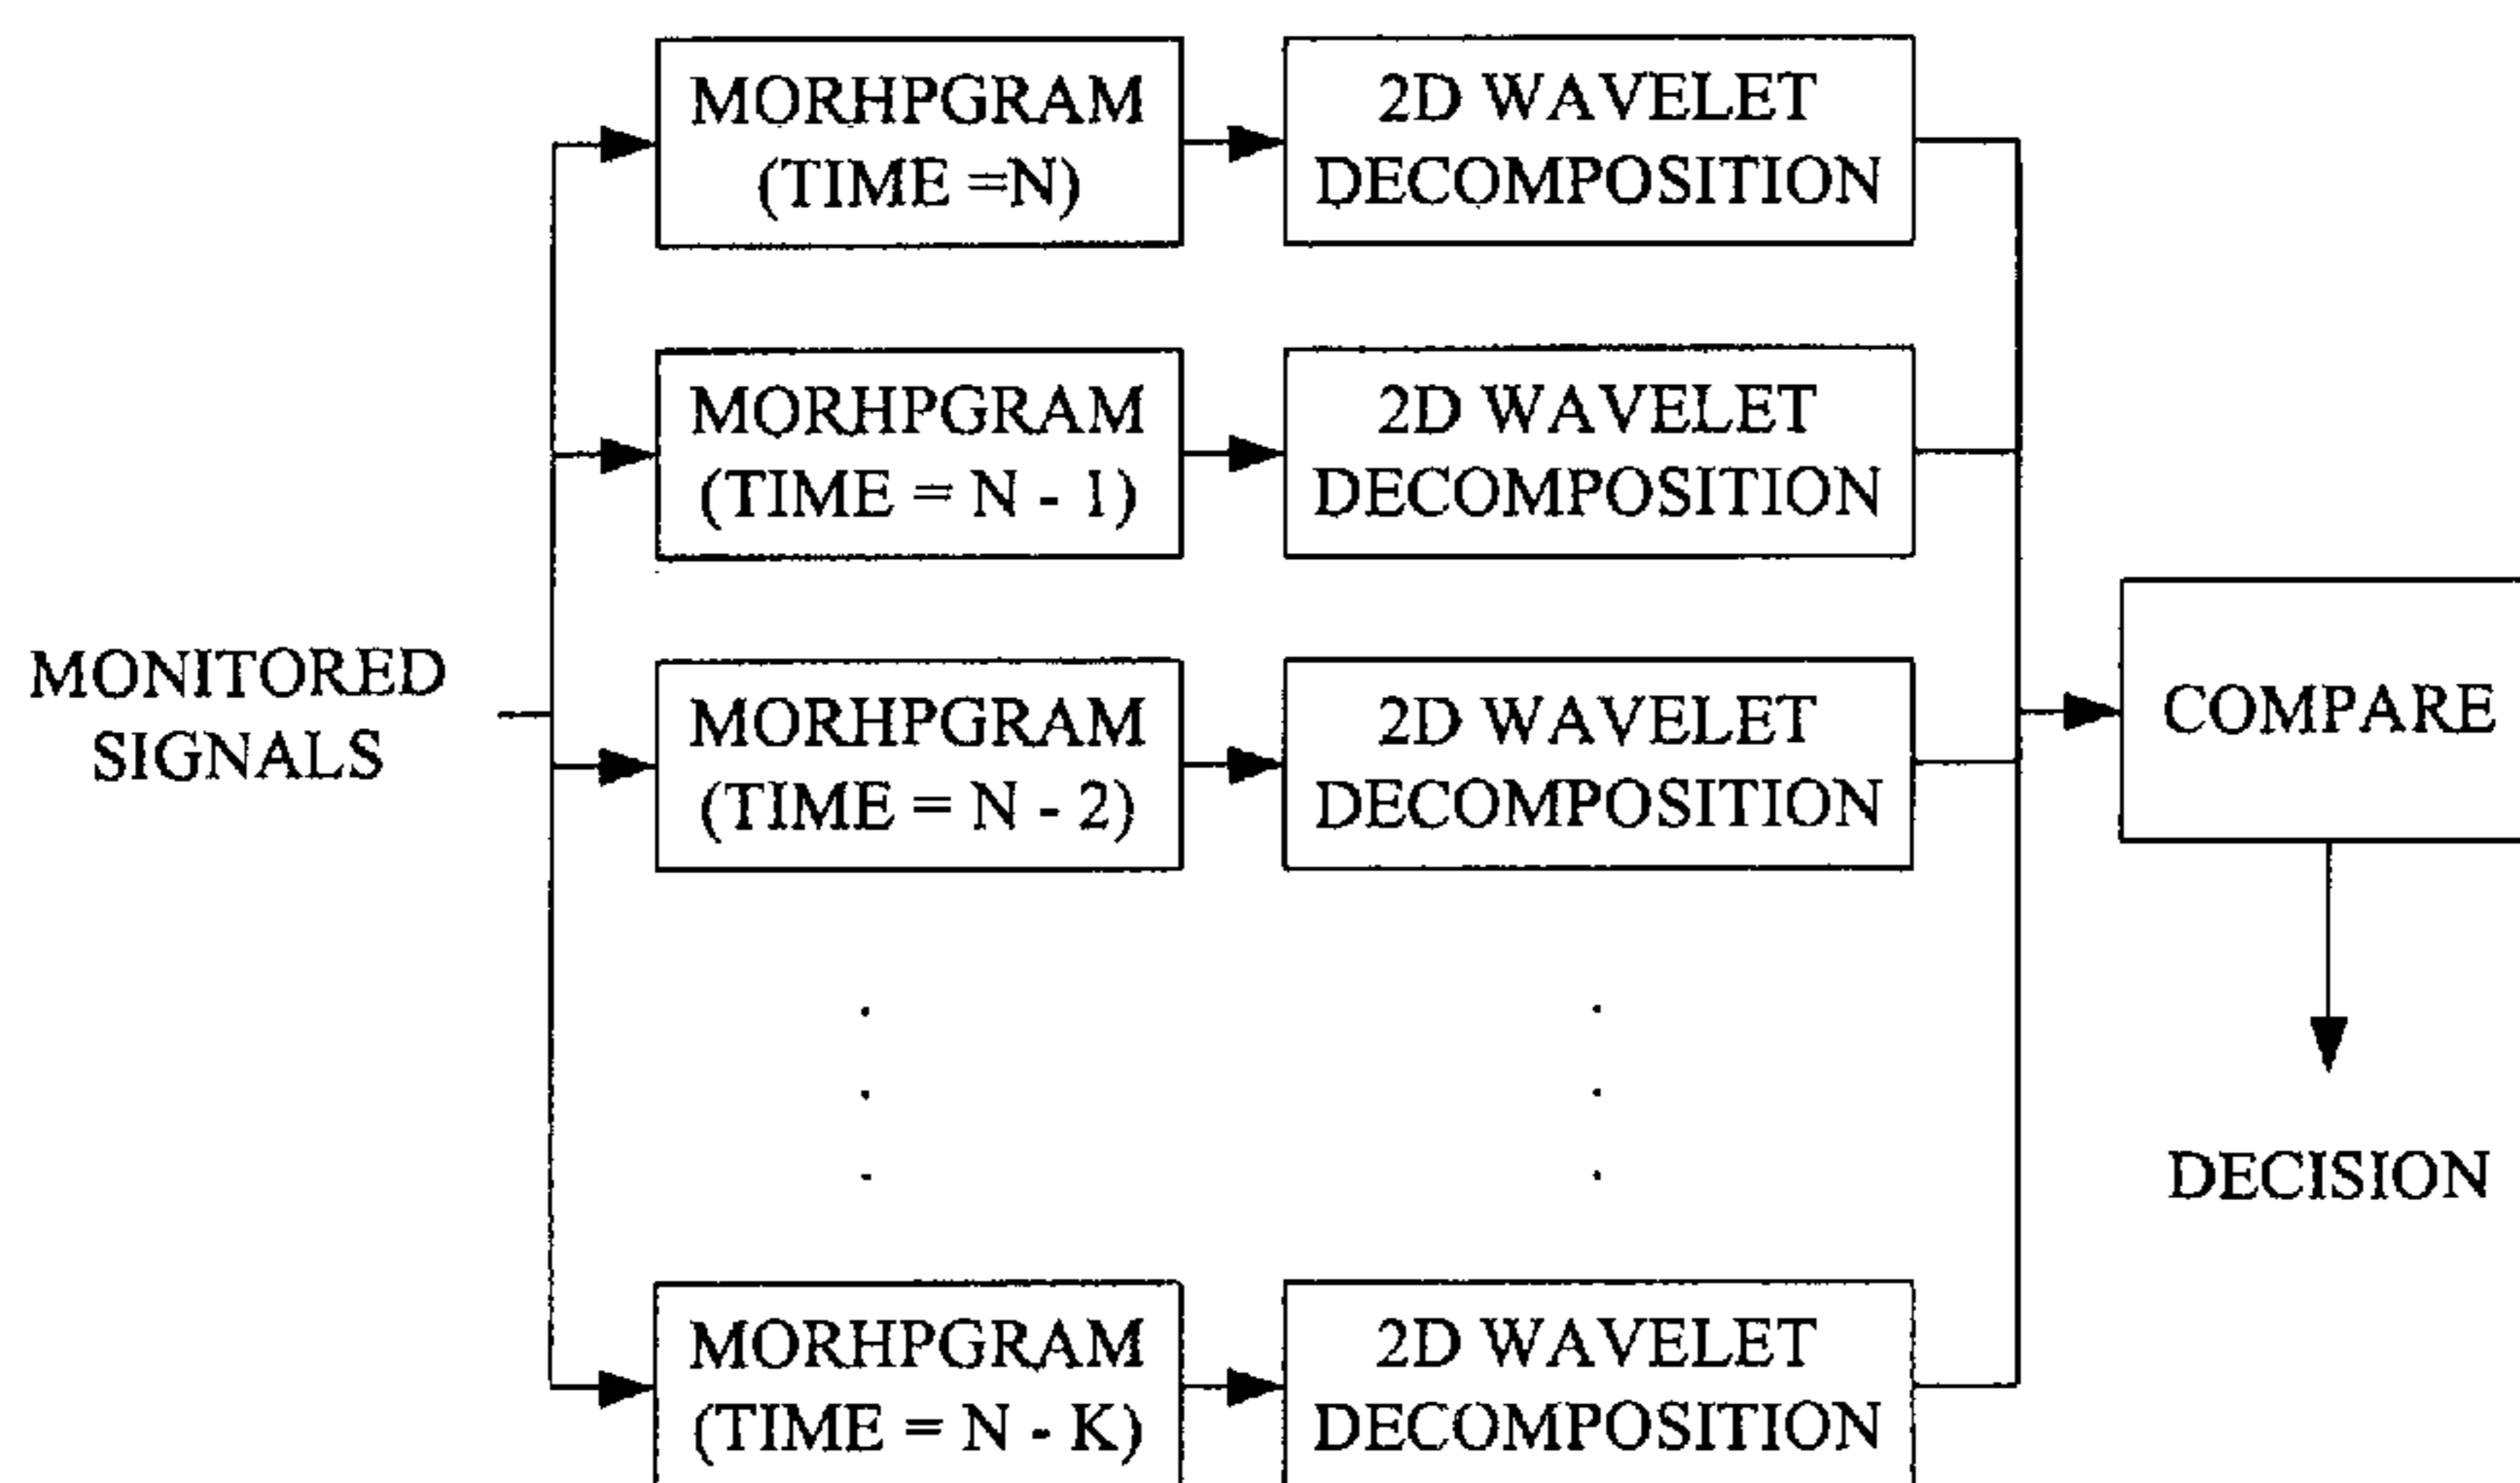 MORHPGRAM
(TIME =N)
2D WAVELET
DECOMPOSITION
MORHPGRAM
(TIME = N - 1)
2D WAVELET
DECOMPOSITION
MONITORED
SIGNALS
MORHPGRAM
(TIME = N - 2)
2D WAVELET
DECOMPOSITION
COMPARE
DECISION
MORHPGRAM
(TIME = N - K)
2D WAVELET
DECOMPOSITION